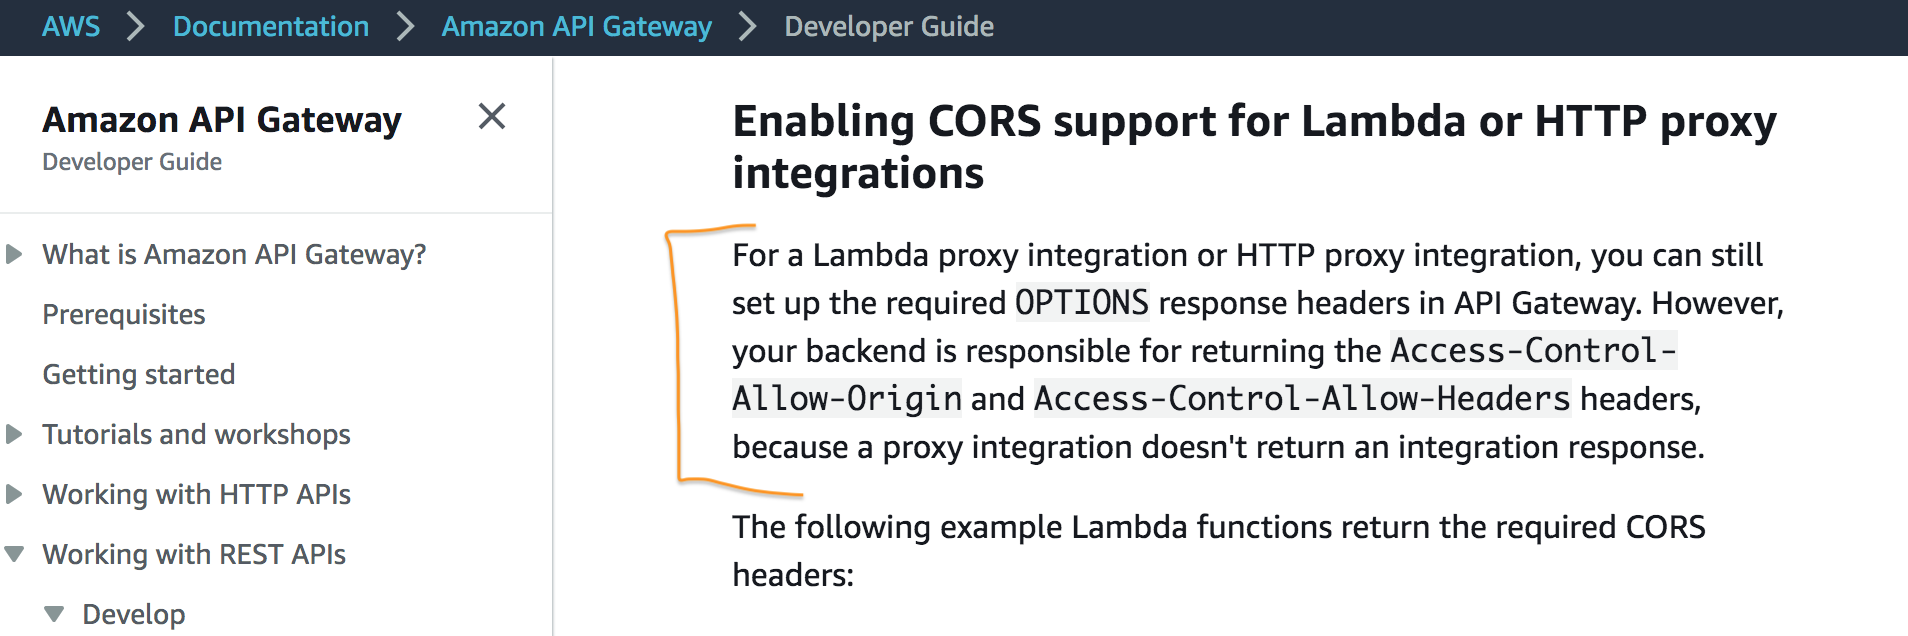 AWS > Documentation > Amazon API Gateway > Developer Guide
Amazon API Gateway
Developer Guide
What is Amazon API Gateway?
Prerequisites
Getting started
Tutorials and workshops
Working with HTTP APIs
Working with REST APIs
Develop
Enabling CORS support for Lambda or HTTP proxy
integrations
For a Lambda proxy integration or HTTP proxy integration, you can still
set up the required OPTIONS response headers in API Gateway. However,
your backend is responsible for returning the Access-Control-
Allow-Origin and Access-Control-Allow-Headers headers,
because a proxy integration doesn't return an integration response.
The following example Lambda functions return the required CORS
headers: